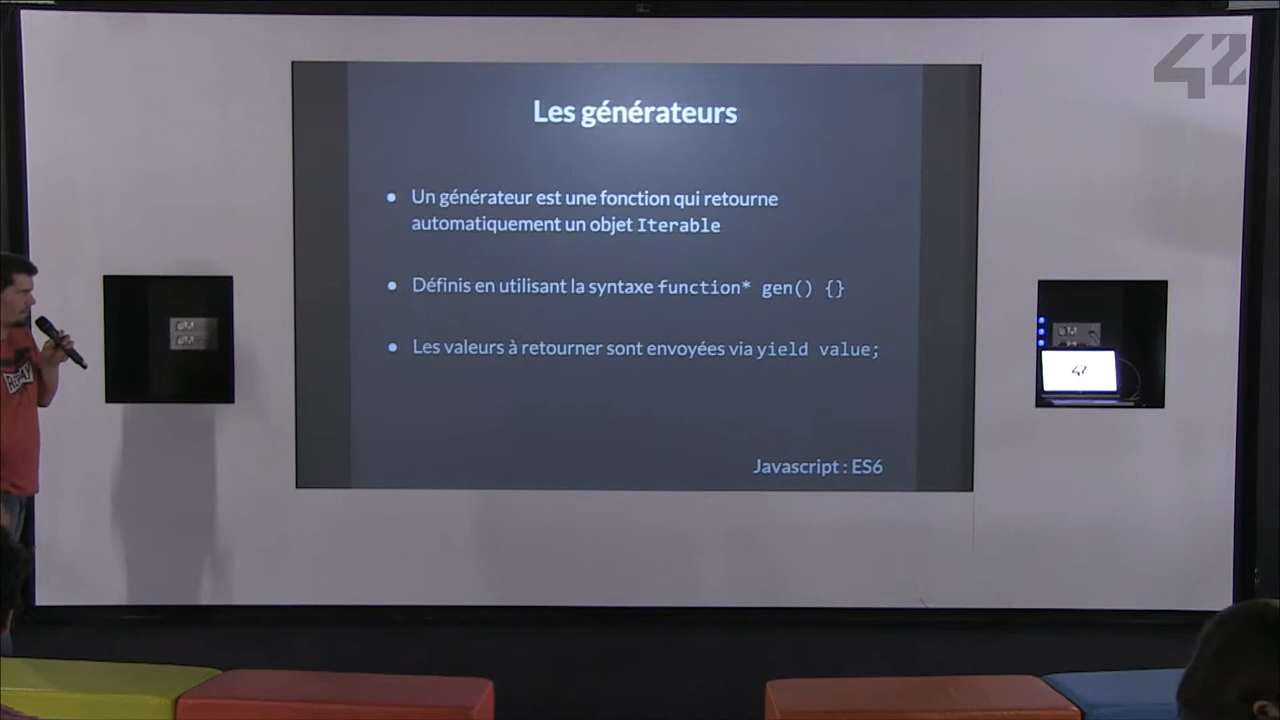 42
Les générateurs
● Un générateur est une fonction qui retourne
automatiquement un objet Iterable
● Définis en utilisant la syntaxe function* gen() {}
● Les valeurs à retourner sont envoyées via yield value;
Javascript : ES6
42